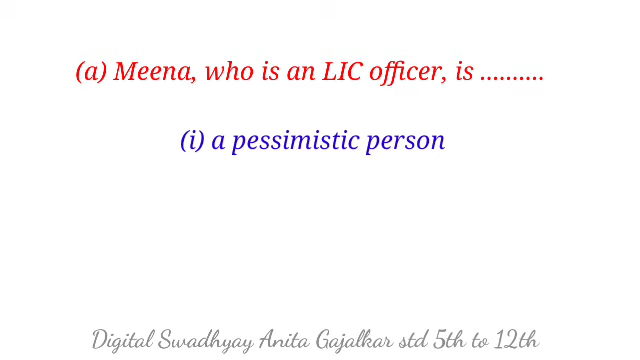 (a) Meena, who is an LIC officer, is ..........
(i) a pessimistic person
Digital Swadhyay Anita Gajalkar std 5th to 12th